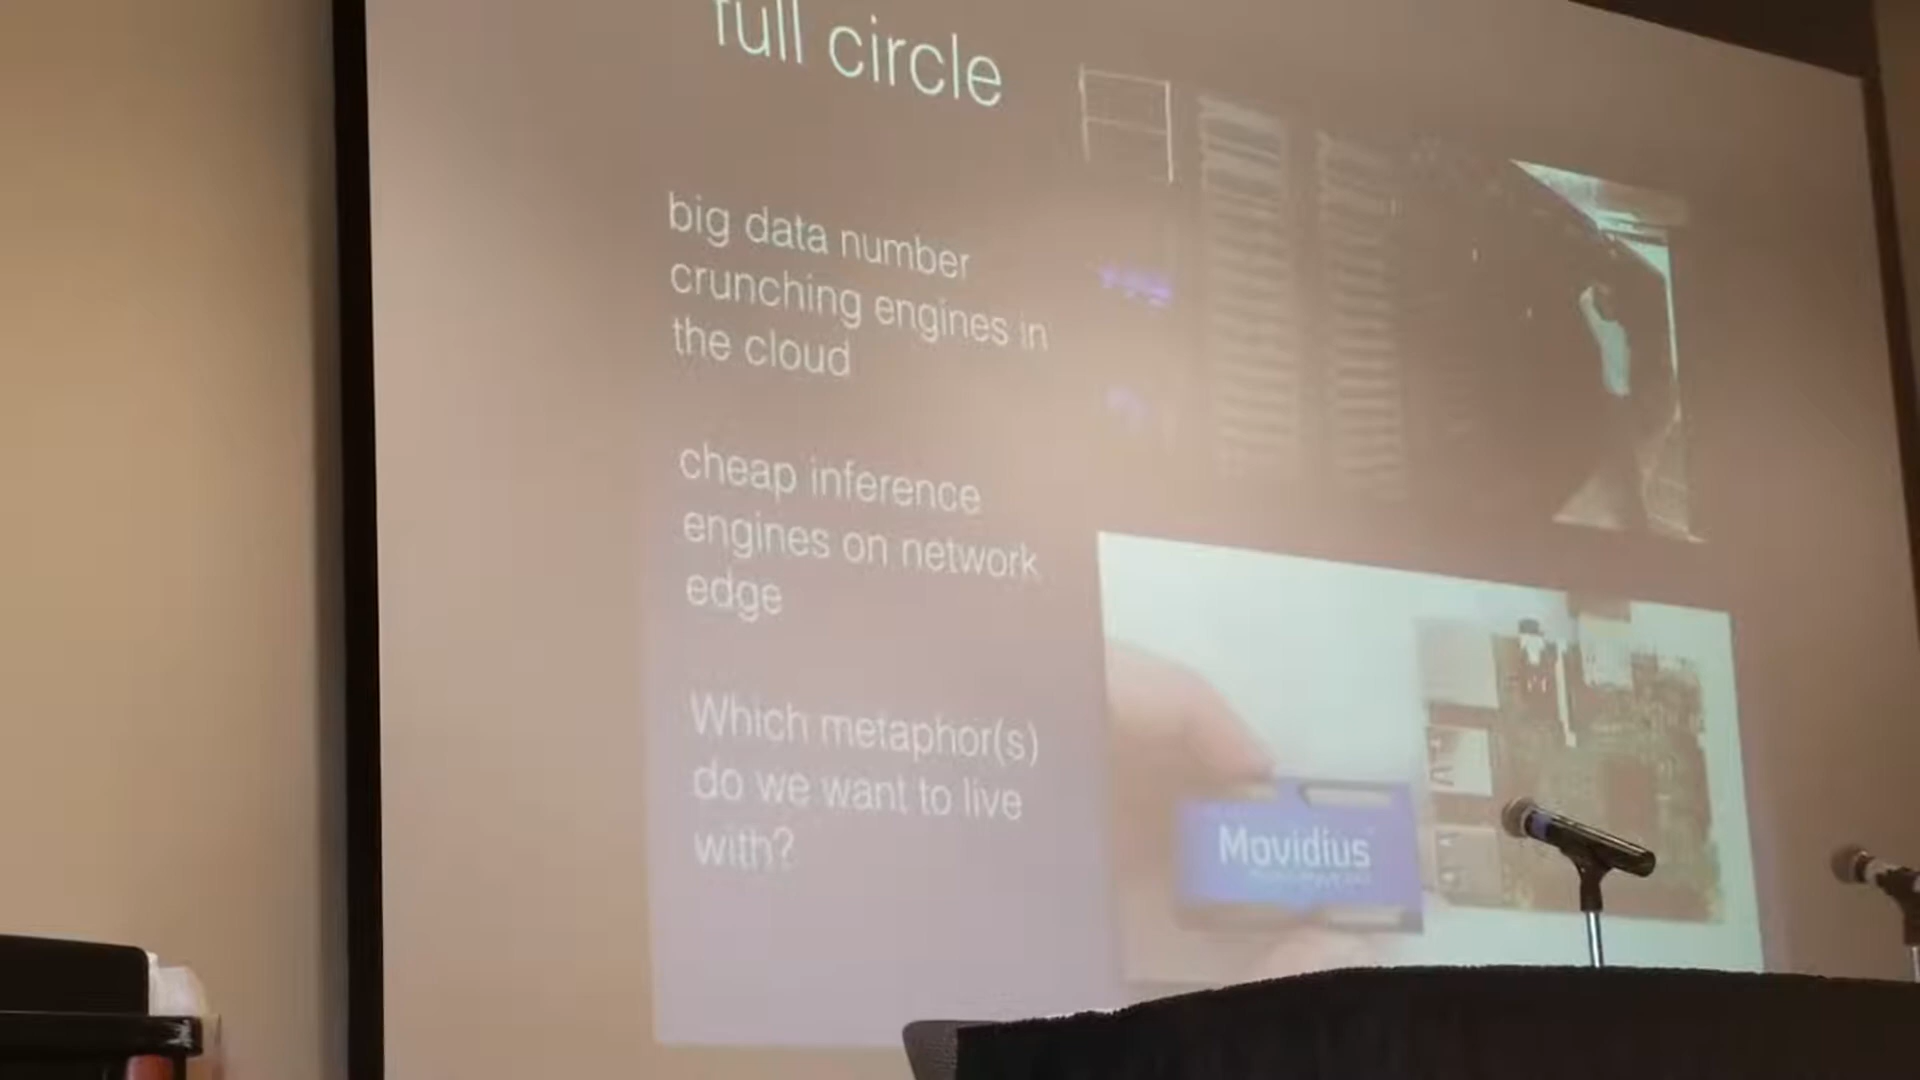 full circle
big data number
crunching engines in
the cloud
cheap inference
engines on network
edge
Which metaphor(s)
do we want to live
with?
Movidius